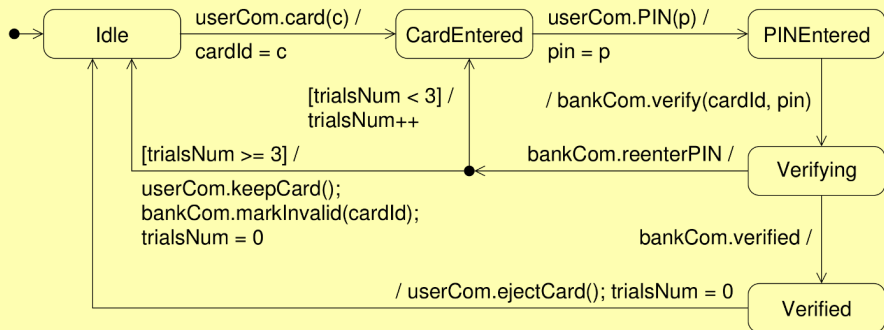 Idle
userCom.card(c) /
cardId = c
CardEntered
userCom.PIN(p) /
pin = p
PINEntered
[trialsNum < 3] /
trialsNum++
/ bankCom.verify(cardId, pin)
[trialsNum >= 3] /
userCom.keepCard();
bankCom.markInvalid(cardId);
trialsNum = 0
bankCom.reenterPIN /
Verifying
bankCom.verified /
/ userCom.ejectCard(); trialsNum = 0
Verified